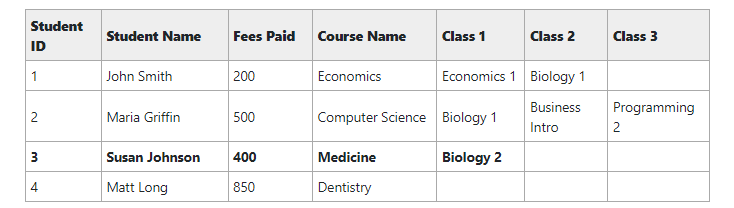 Student ID Student Name Fees Paid Course Name Class 1 Class 2 Class 3
1 John Smith 200 Economics Economics 1 Biology 1
2 Maria Griffin 500 Computer Science Biology 1 Business Intro Programming 2
3 Susan Johnson 400 Medicine Biology 2
4 Matt Long 850 Dentistry